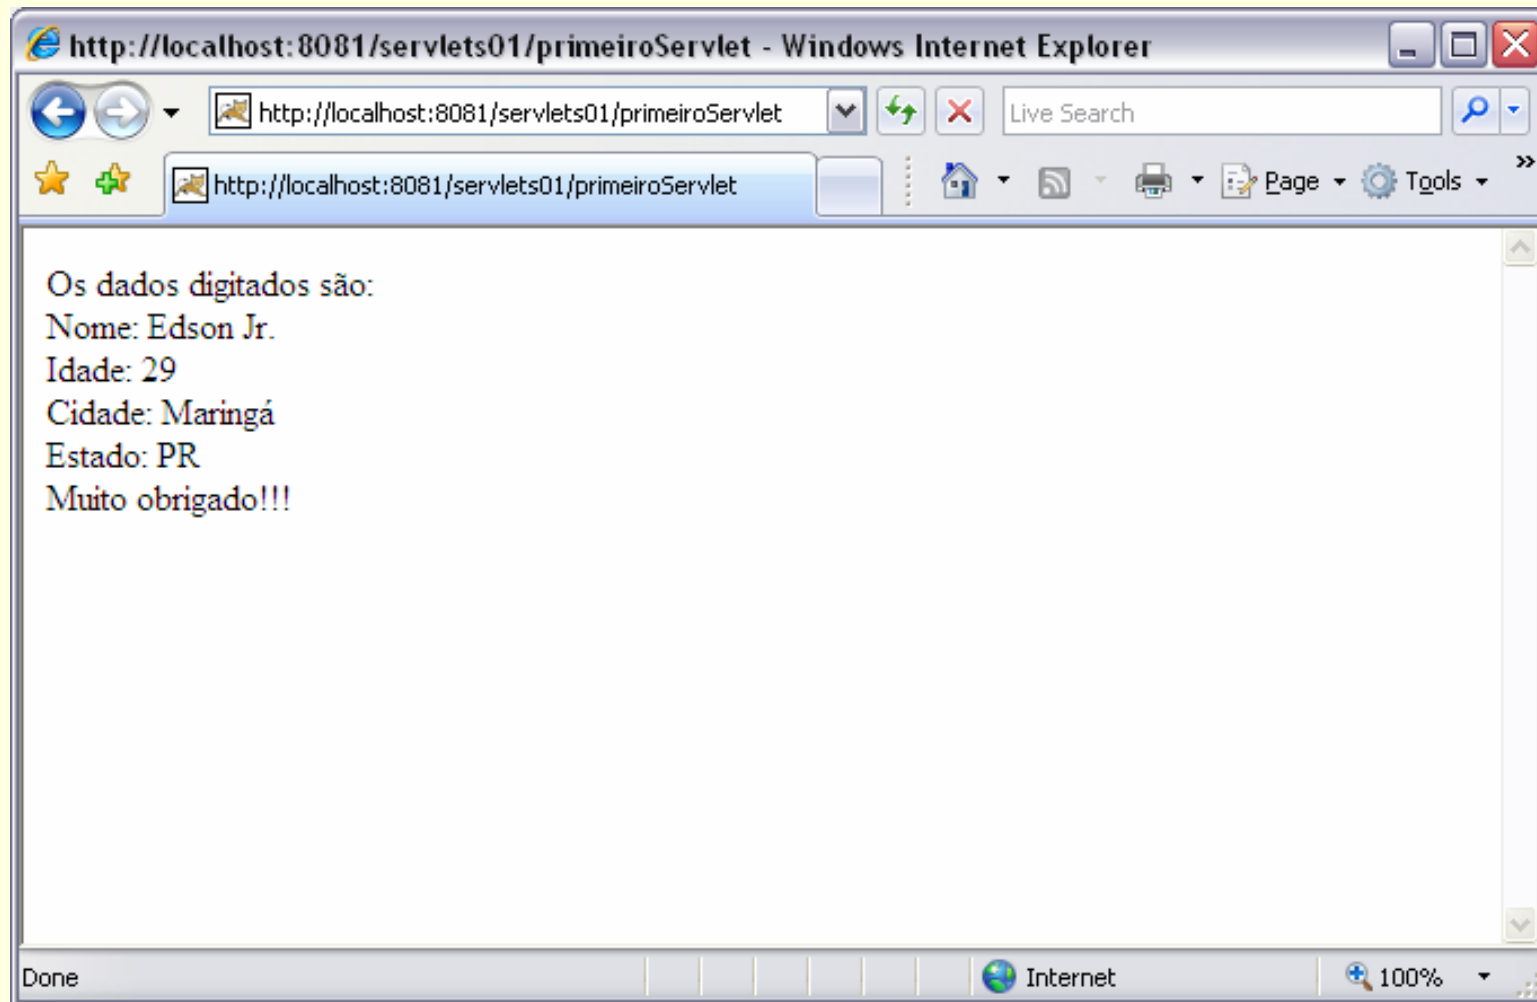 http://localhost:8081/servlets01/primeiroServlet - Windows Internet Explorer
http://localhost:8081/servlets01/primeiroServlet
Live Search
http://localhost:8081/servlets01/primeiroServlet
Page
Tools
Os dados digitados são:
Nome: Edson Jr.
Idade: 29
Cidade: Maringá
Estado: PR
Muito obrigado!!!
Done
Internet
100%